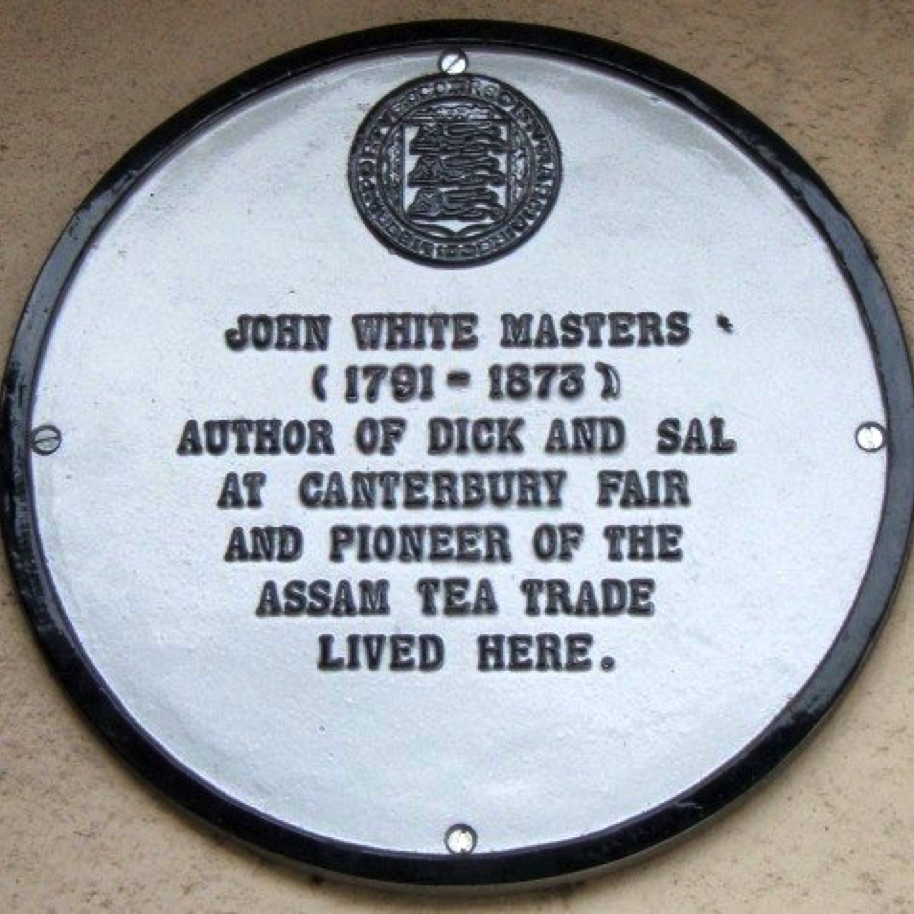 JOHN WHITE MASTERS
( 1791 - 1873 )
AUTHOR OF DICK AND SAL
AT CANTERBURY FAIR
AND PIONEER OF THE
ASSAM TEA TRADE
LIVED HERE.